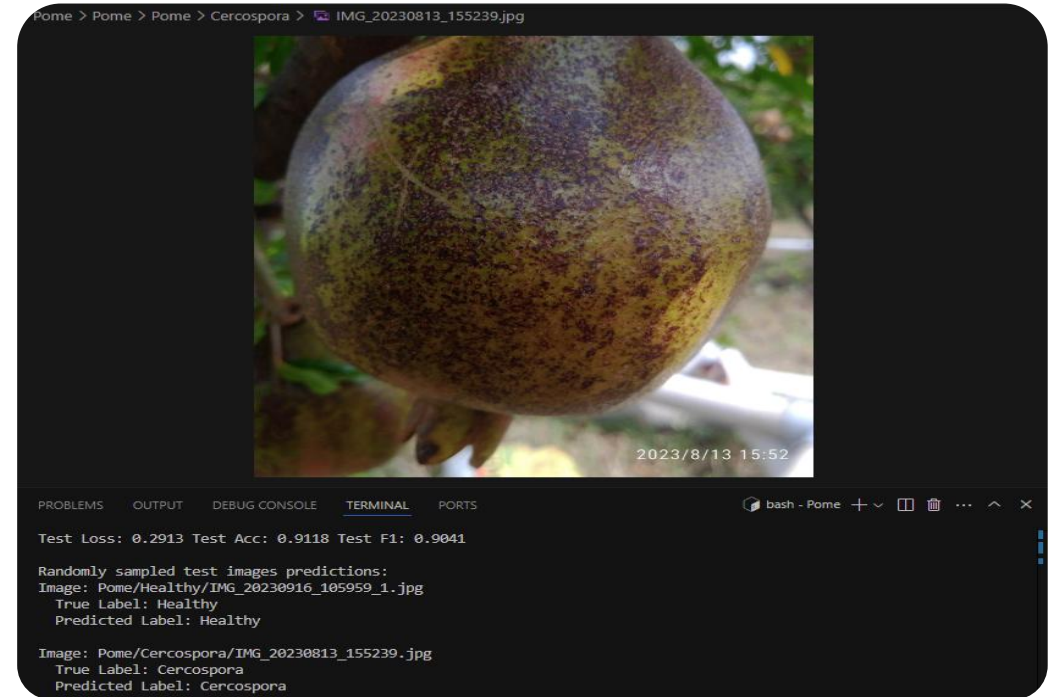 Pome > Pome > Pome > Cercospora > IMG_20230813_155239.jpg
2023/8/13 15:52
PROBLEMS OUTPUT DEBUG CONSOLE TERMINAL PORTS bash - Pome
Test Loss: 0.2913 Test Acc: 0.9118 Test F1: 0.9041
Randomly sampled test images predictions:
Image: Pome/Healthy/IMG_20230916_105959_1.jpg
True Label: Healthy
Predicted Label: Healthy
Image: Pome/Cercospora/IMG_20230813_155239.jpg
True Label: Cercospora
Predicted Label: Cercospora